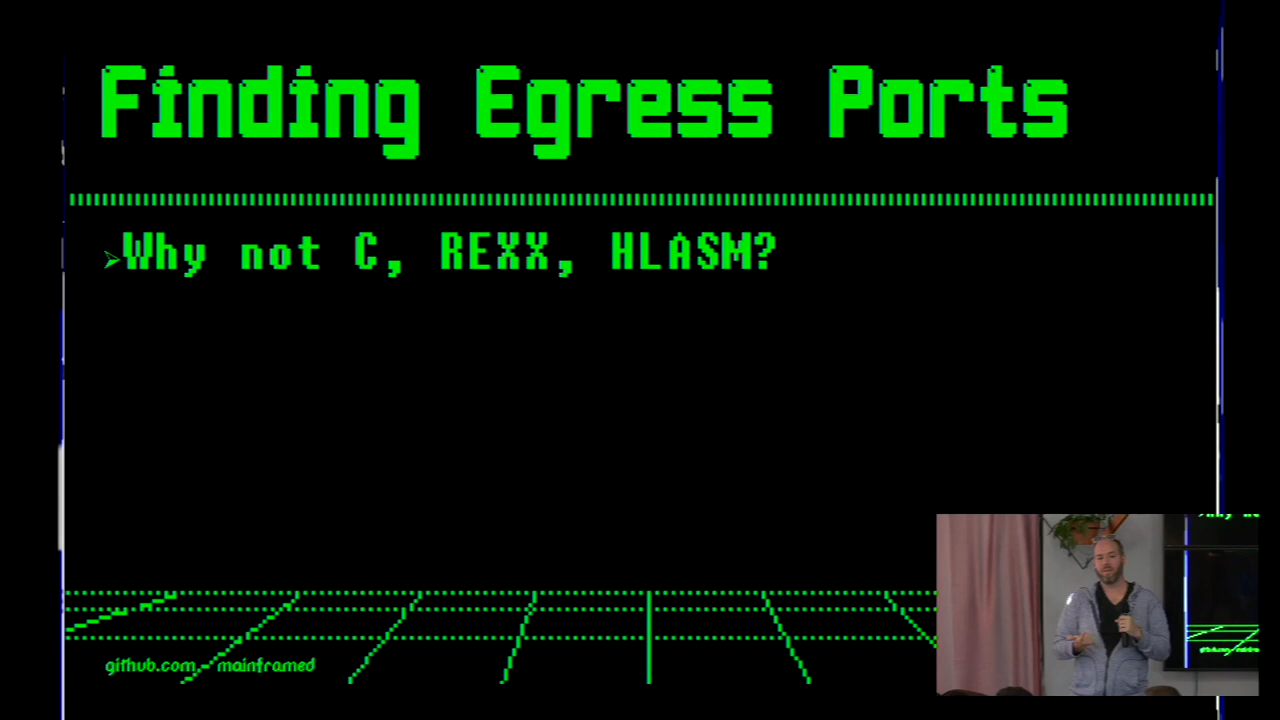 Finding Egress Ports
➢Why not C, REXX, HLASM?
github.com - mainframed